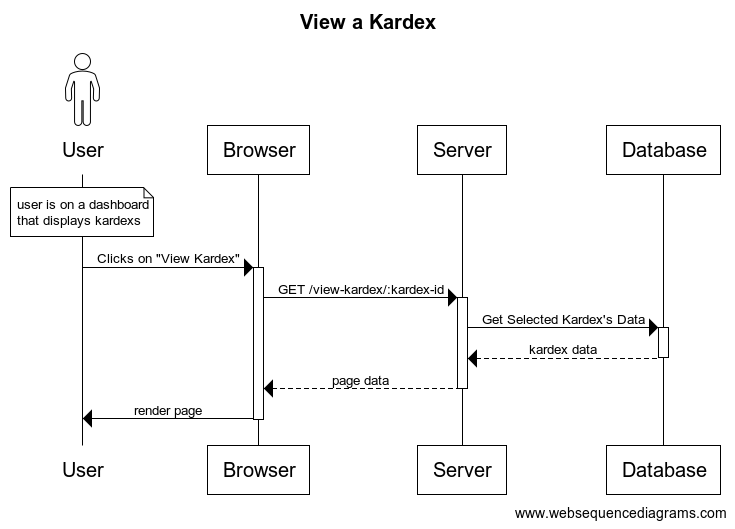 View a Kardex
User
Browser
Server
Database
user is on a dashboard
that displays kardexs
Clicks on "View Kardex"
GET /view-kardex/:kardex-id
Get Selected Kardex's Data
kardex data
page data
render page
User
Browser
Server
Database
www.websequencediagrams.com